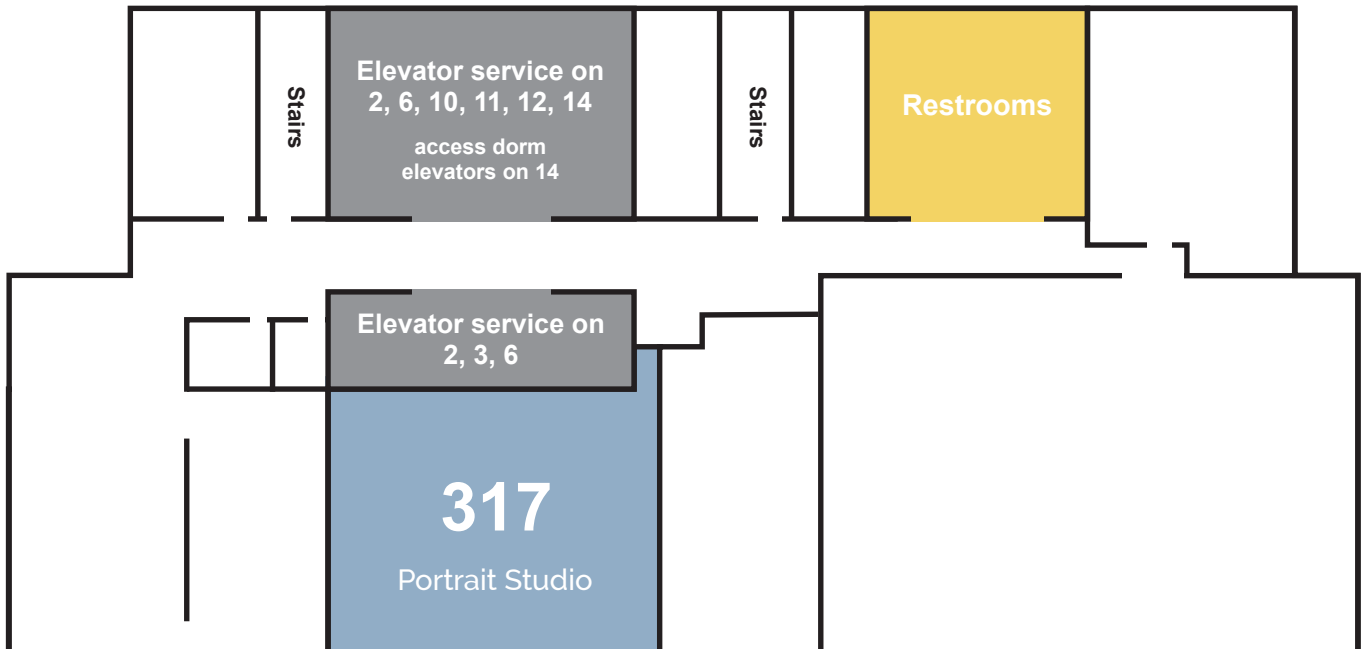 Stairs
Elevator service on
2, 6, 10, 11, 12, 14
access dorm
elevators on 14
Stairs
Restrooms
Elevator service on
2, 3, 6
317
Portrait Studio